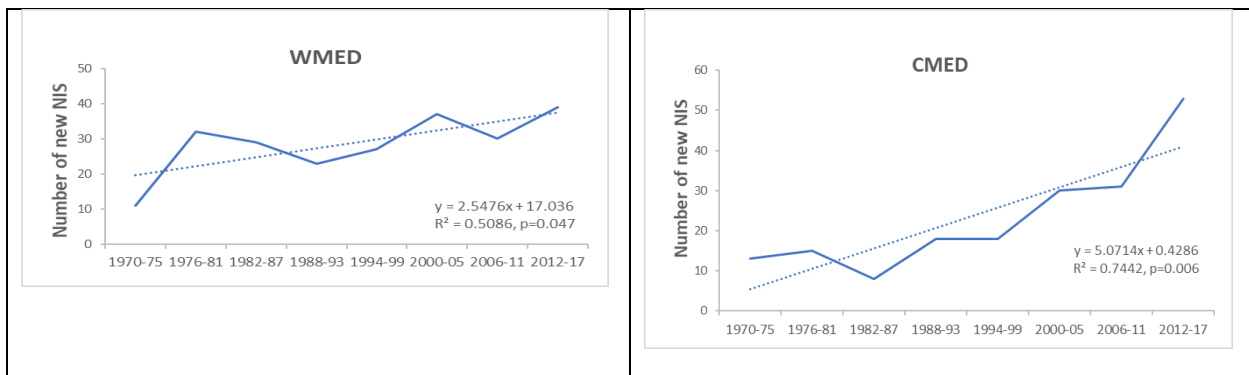 WMED
Number of new NIS
50
40
30
20
10
0
y = 2.5476x + 17.036
R² = 0.5086, p=0.047
1970-75 1976-81 1982-87 1988-93 1994-99 2000-05 2006-11 2012-17
CMED
Number of new NIS
60
50
40
30
20
10
0
y = 5.0714x + 0.4286
R² = 0.7442, p=0.006
1970-75 1976-81 1982-87 1988-93 1994-99 2000-05 2006-11 2012-17